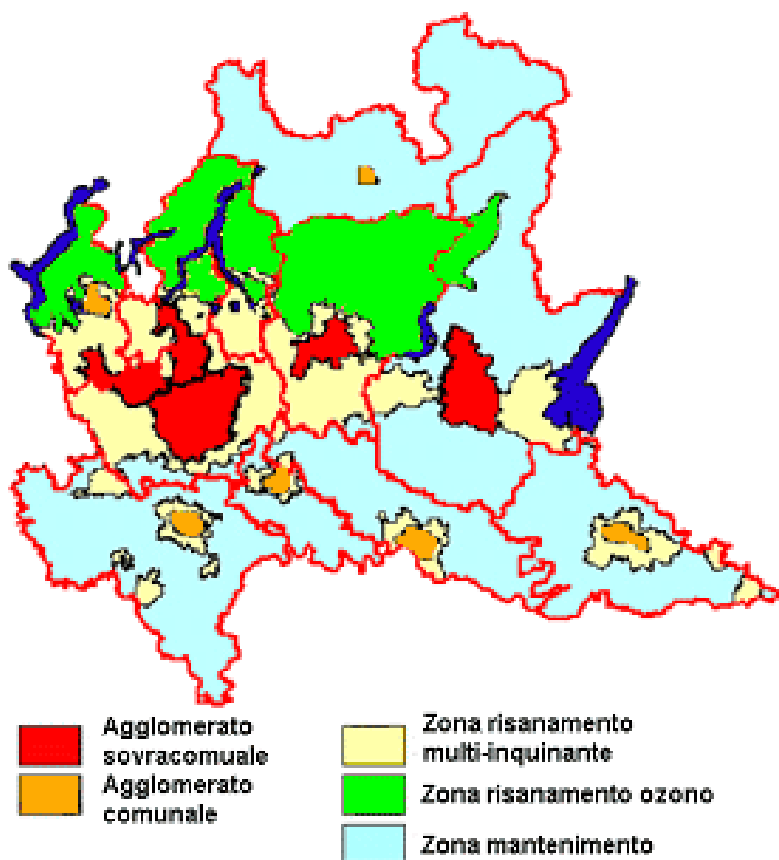 Agglomerato
sovracomuale
Agglomerato
comunale
Zona risanamento
multi-inquinante
Zona risanamento ozono
Zona mantenimento